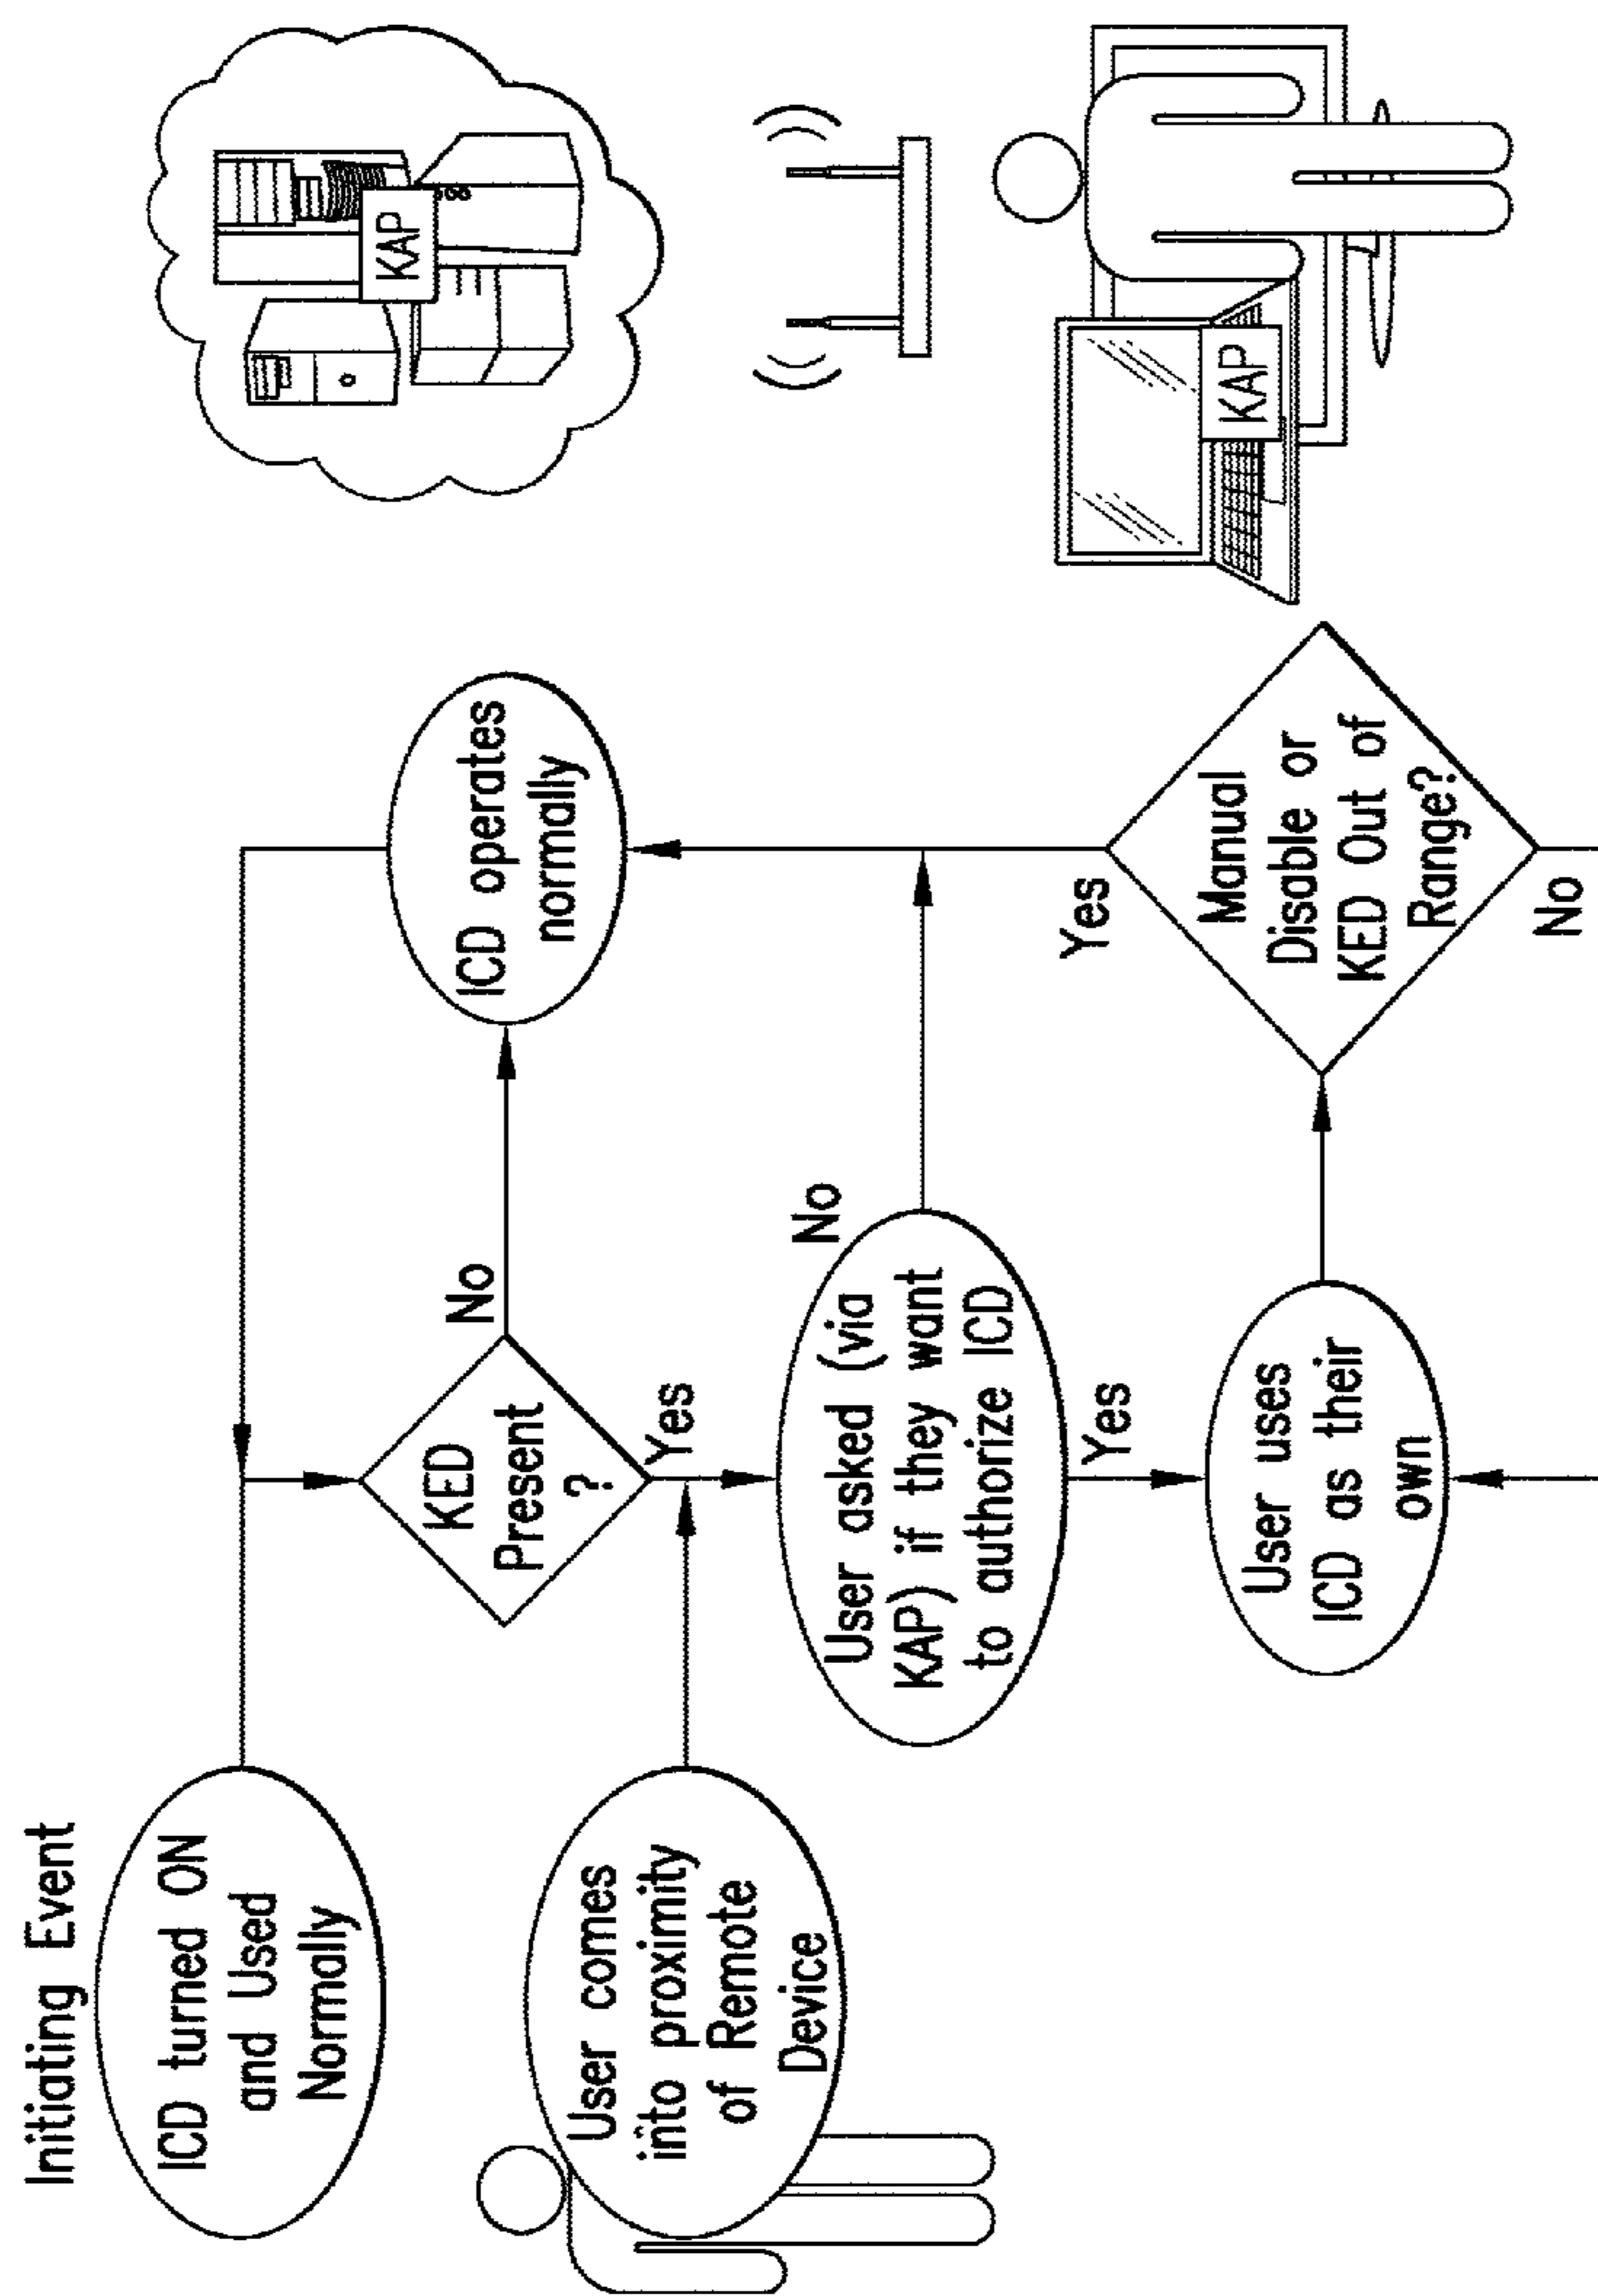 Initiating Event
ICD turned ON
and Used
Normally
KED
Present
?
No
Yes
ICD operates
normally
KAP
User comes
into proximity
of Remote
Device
User asked (via
KAP) if they want
to authorize ICD
No
Yes
User uses
ICD as their
own
Manual
Disable or
KED Out of
Range?
Yes
No
KAP